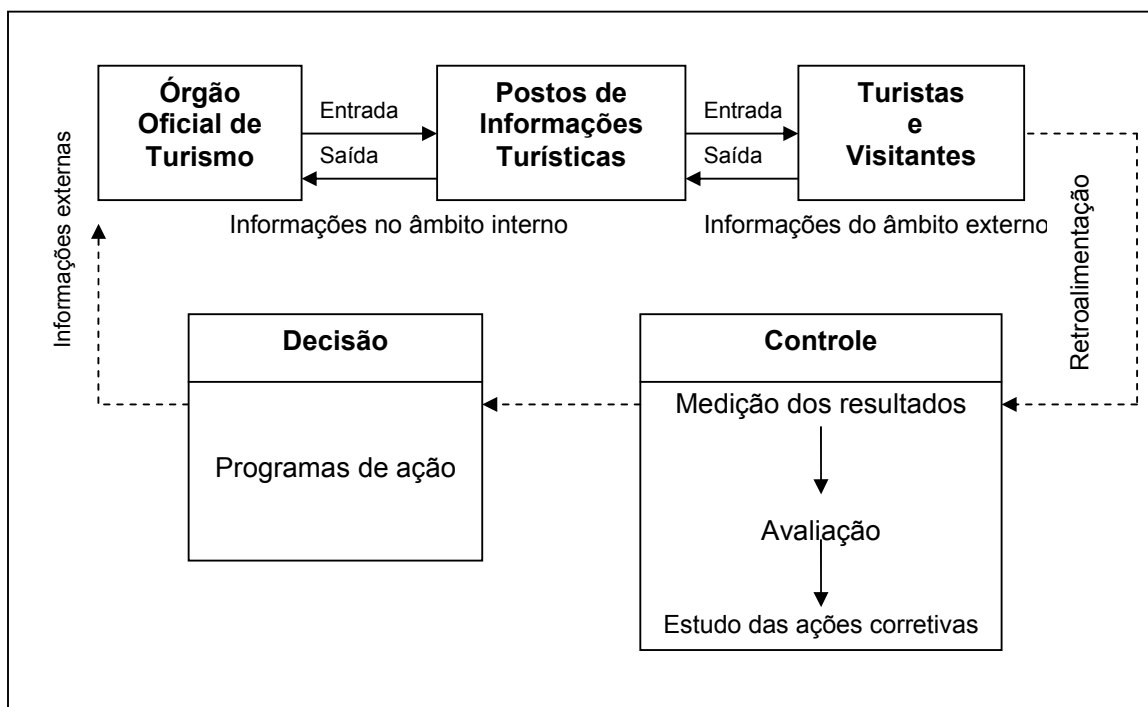 Órgão
Oficial de
Turismo
Entrada
Saída
Postos de
Informações
Turísticas
Entrada
Saída
Turistas
e
Visitantes
Informações no âmbito interno
Informações do âmbito externo
Informações externas
Retroalimentação
Decisão
Programas de ação
Controle
Medição dos resultados
Avaliação
Estudo das ações corretivas